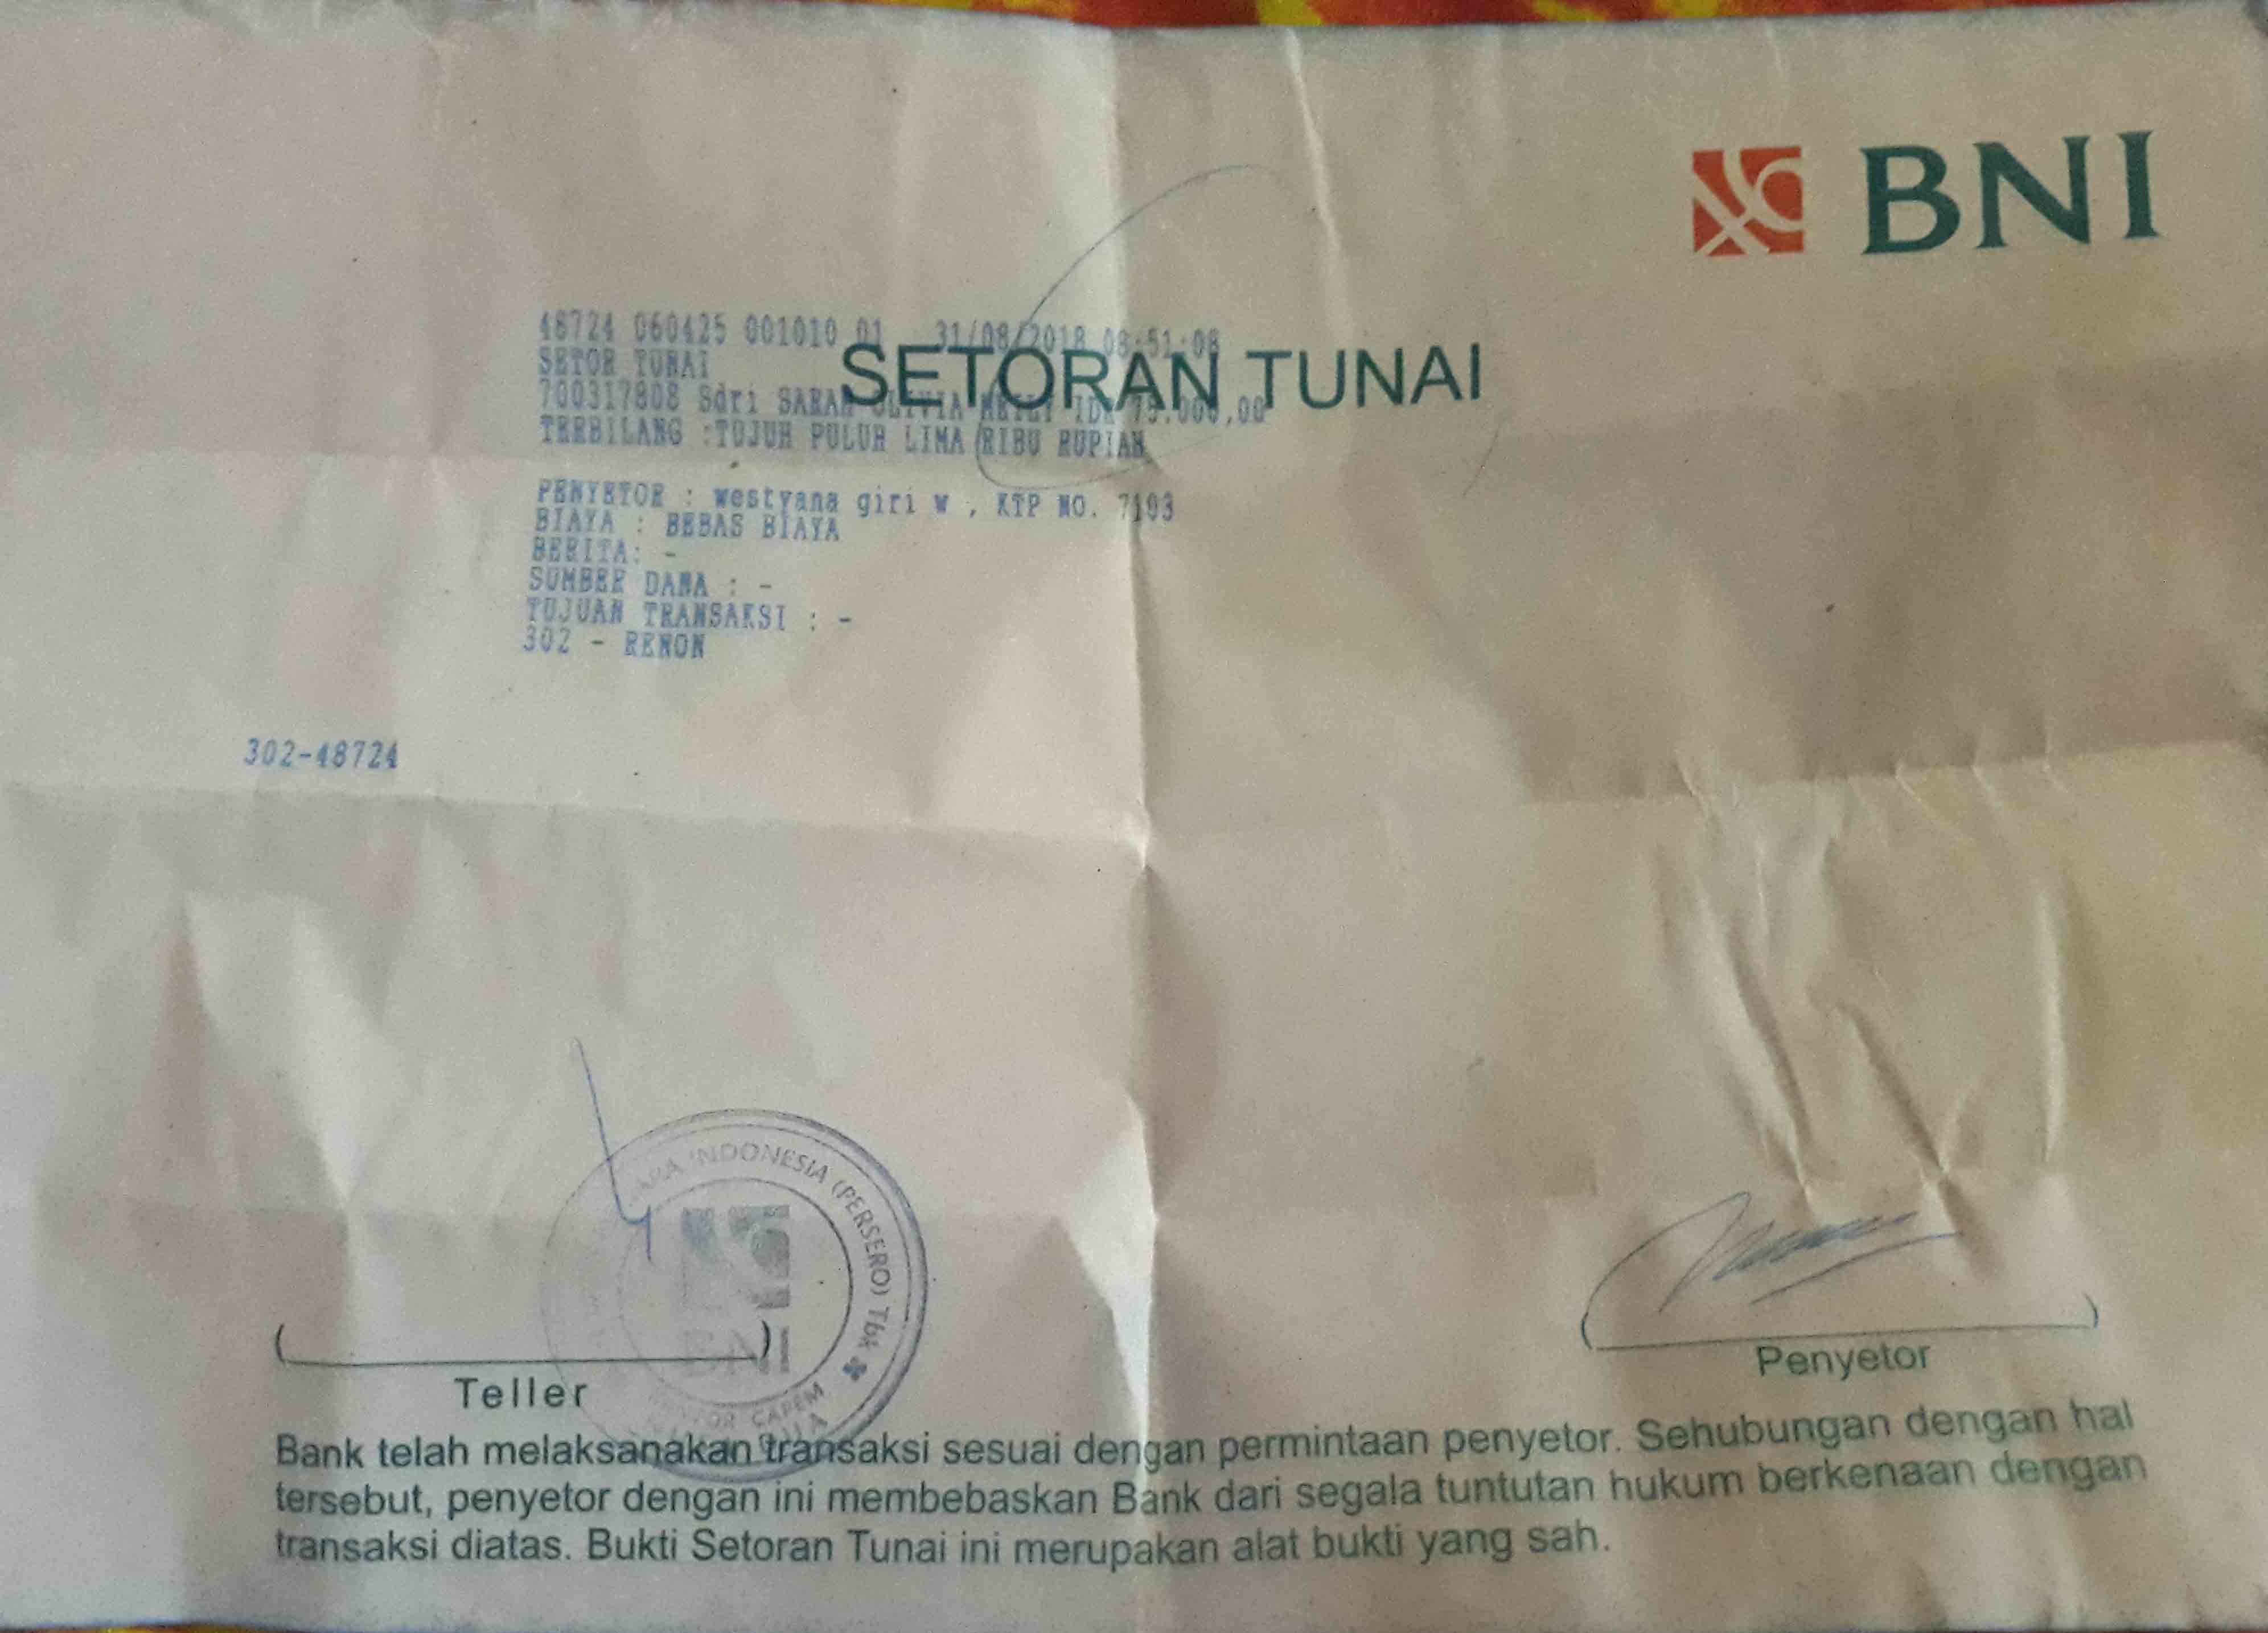 BNI
SETORAN TUNAI
48724 060425 001010 01 31/08/2018 08:51:08
SETOR TUNAI
700317808 Sdri SARAH OLIVIA IDR 75.000,00
TERBILANG :TUJUH PULUH LIMA RIBU RUPIAH
PENYETOR : westyana giri w , KTP NO. 7193
BIAYA : BEBAS BIAYA
BERITA: -
SUMBER DANA : -
TUJUAN TRANSAKSI : -
302 - RENON
302-48724
INDONESIA (PERSERO) Tbk
BNI
CAPEM
Teller
Penyetor
Bank telah melaksanakan transaksi sesuai dengan permintaan penyetor. Sehubungan dengan hal
tersebut, penyetor dengan ini membebaskan Bank dari segala tuntutan hukum berkenaan dengan
transaksi diatas. Bukti Setoran Tunai ini merupakan alat bukti yang sah.